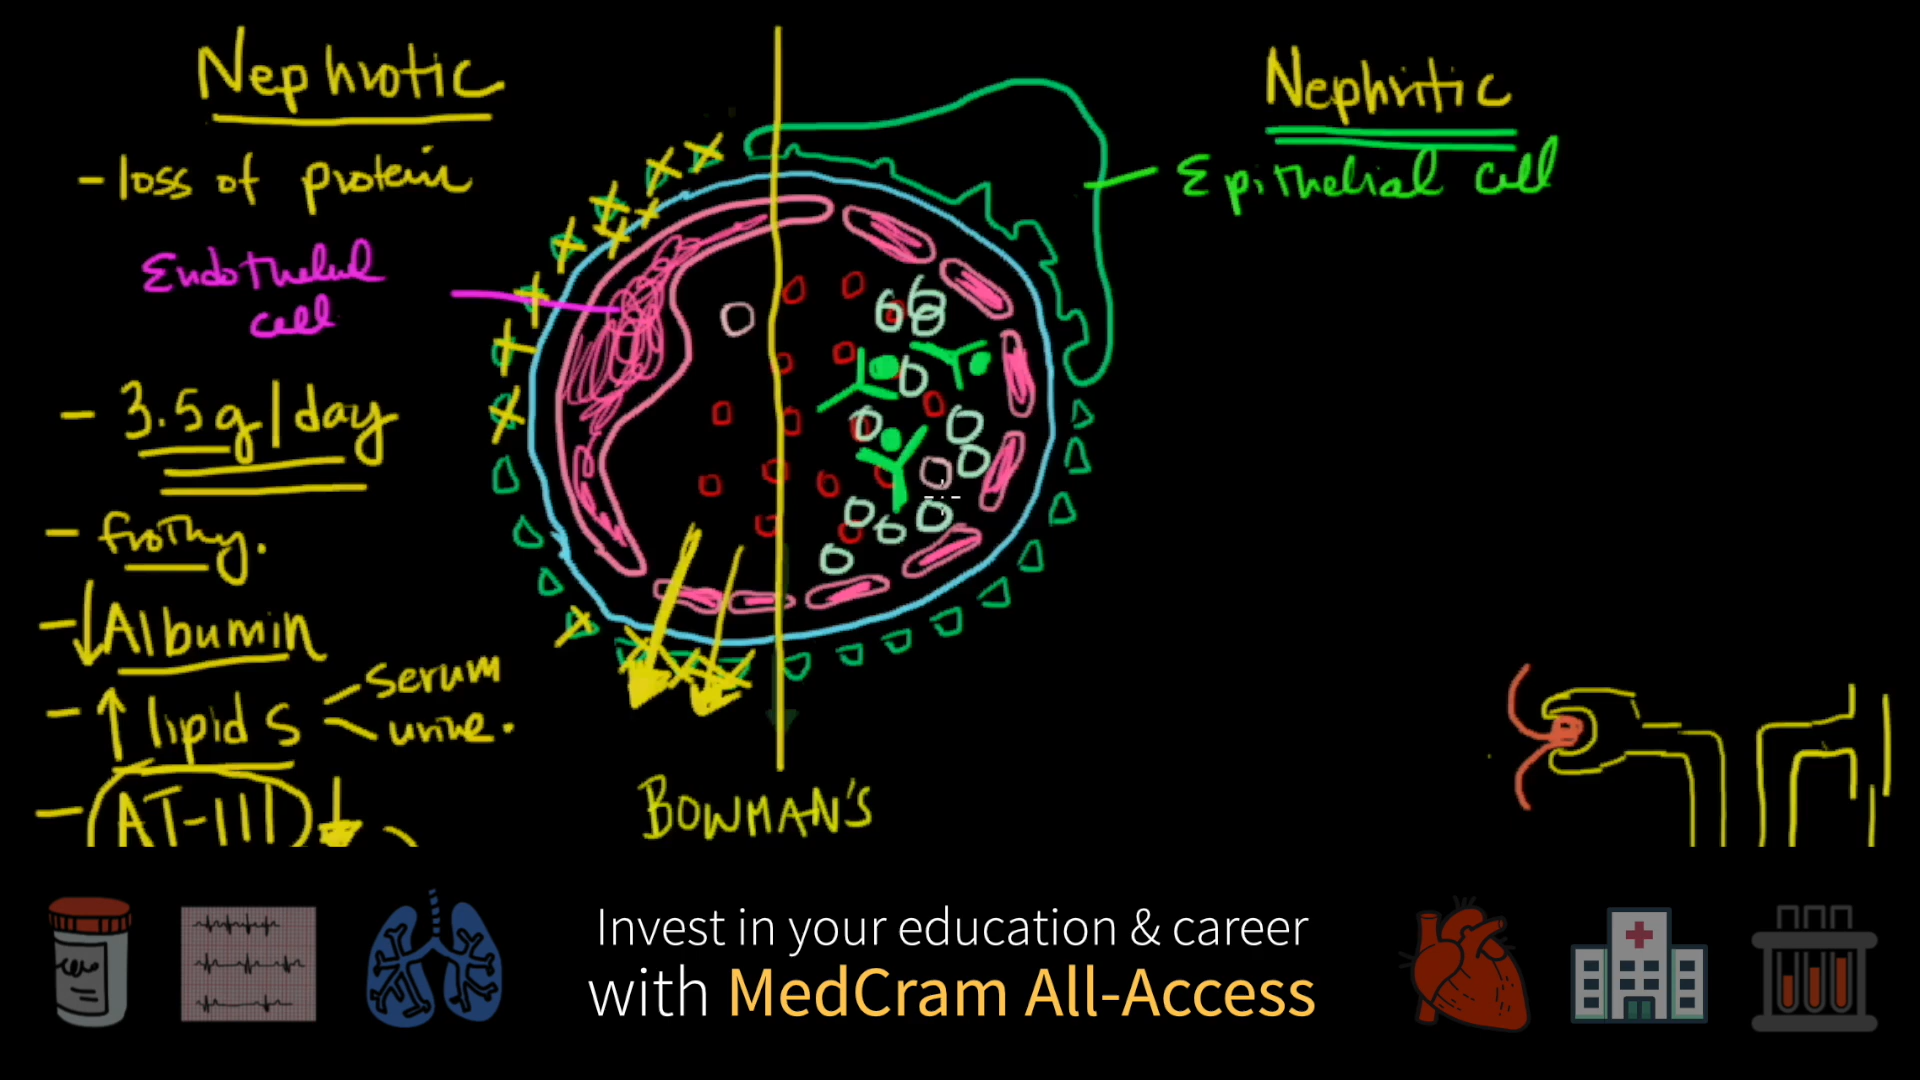 Nephrotic
- loss of protein
Endothelial
cell
- 3.5g/day
- frothy.
- ↓Albumin
- ↑ lipids < serum
urine.
- AT-III ↓
BOWMAN'S
Nephritic
Epithelial cell
Invest in your education & career
with MedCram All-Access